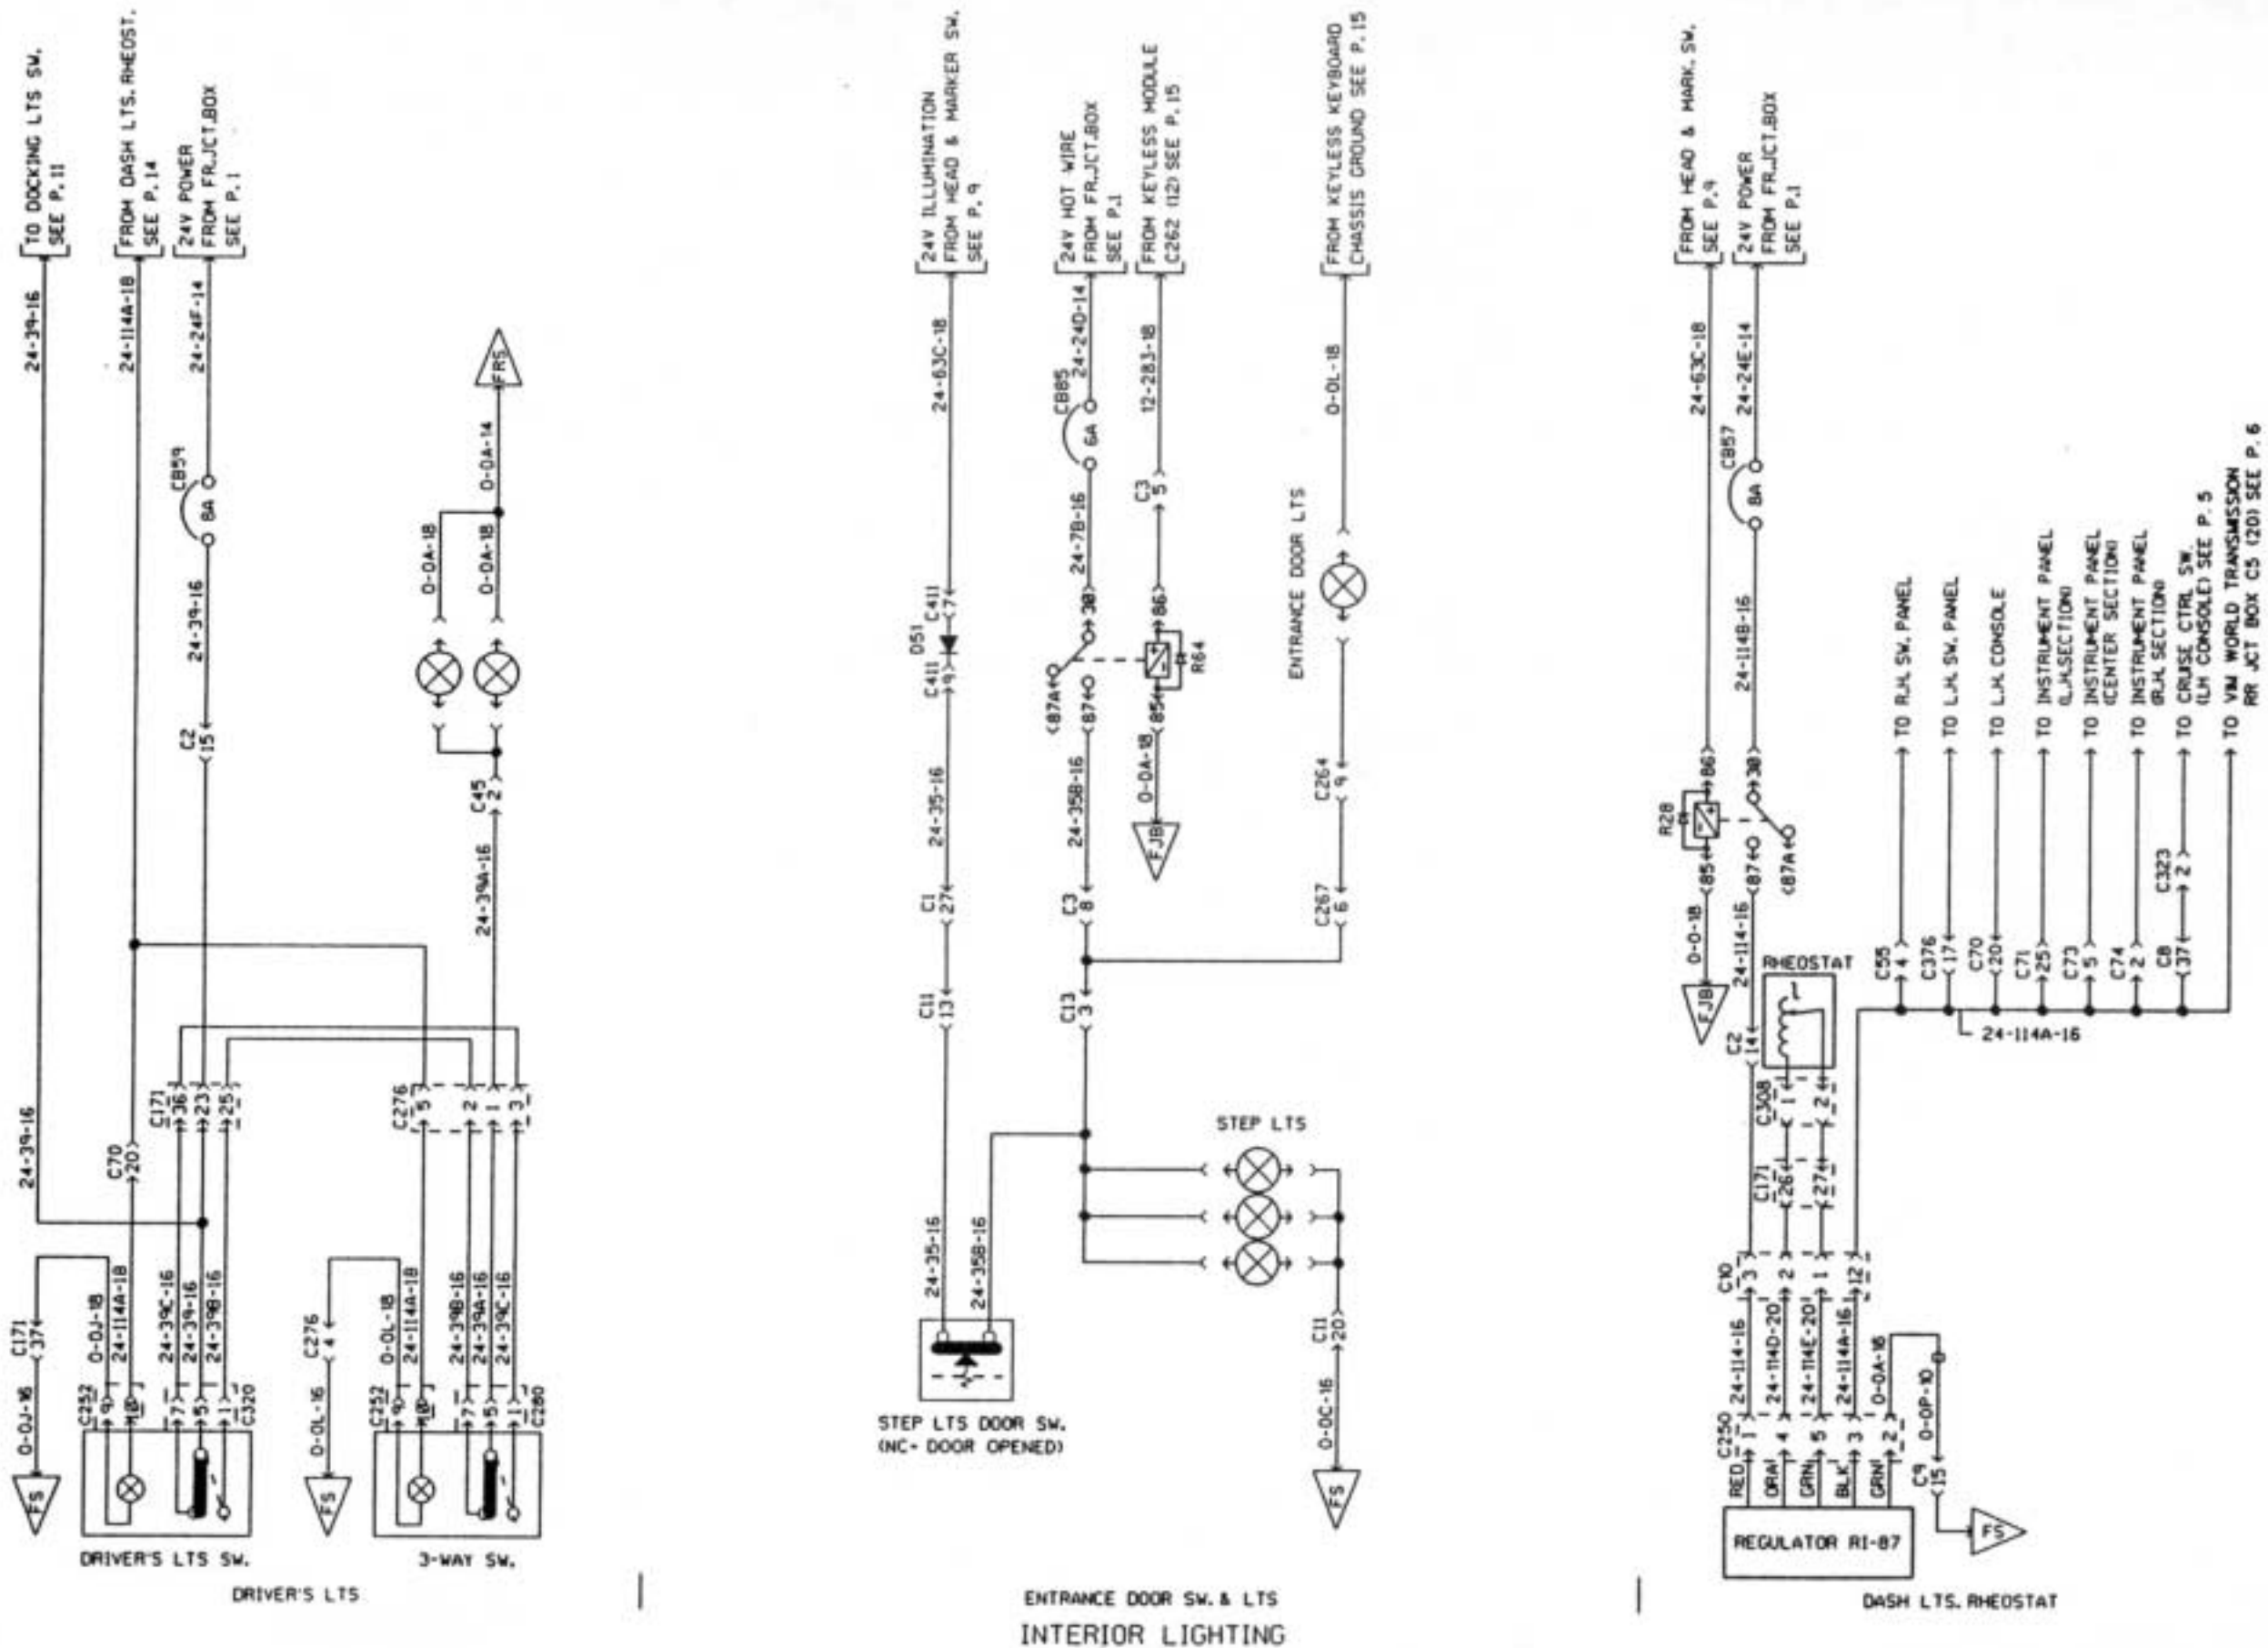 TO DOCKING LTS SW.
SEE P.11
24-39-16
FROM DASH LTS. RHEOST.
SEE P.14
24-114A-18
24V POWER
FROM FR.JCT.BOX
SEE P.1
24-24F-14
CB59
8A
24-39-16
C2
15
FRS
0-0A-14
0-0A-18
0-0A-18
C45
2
24-39A-16
24-39-16
C70
20
C171
36
23
25
C276
5
2
1
3
C171
37
0-0J-16
FS
0-0J-18
24-114A-18
24-39C-16
24-39-16
24-39B-16
C252
9
10
7
5
1
C320
DRIVER'S LTS SW.
C276
4
0-0L-16
FS
0-0L-18
24-114A-18
24-39B-16
24-39A-16
24-39C-16
C252
9
10
7
5
1
C280
3-WAY SW.
DRIVER'S LTS
24V ILLUMINATION
FROM HEAD & MARKER SW.
SEE P. 9
24-63C-18
C411
7
D51
C411
9
24-35-16
C1
27
C11
13
24-35-16
24V HOT WIRE
FROM FR.JCT.BOX
SEE P.1
24-24D-14
CB85
6A
24-7B-16
30
87A
87
24-35B-16
C3
8
C13
3
24-35B-16
FROM KEYLESS MODULE
C262 (12) SEE P.15
12-283-18
C3
5
86
R64
85
0-0A-18
FJB
FROM KEYLESS KEYBOARD
CHASSIS GROUND SEE P.15
0-0L-18
ENTRANCE DOOR LTS
C264
9
C267
6
STEP LTS
C11
20
0-0C-16
FS
STEP LTS DOOR SW.
(NC- DOOR OPENED)
ENTRANCE DOOR SW. & LTS
INTERIOR LIGHTING
FROM HEAD & MARK. SW.
SEE P.9
24-63C-18
24V POWER
FROM FR.JCT.BOX
SEE P.1
24-24E-14
CB57
8A
24-114B-16
R28
86
30
85
87
87A
0-0-18
FJB
24-114-16
C2
14
RHEOSTAT
C308
1
2
C171
26
27
C10
3
2
1
12
24-114-16
24-114D-20
24-114E-20
24-114A-16
0-0A-16
0-0P-10
C250
1
4
5
3
2
RED
ORA
GRN
BLK
GRN
C9
15
FS
REGULATOR RI-87
24-114A-16
C55
4
TO R.H. SW. PANEL
C376
17
TO L.H. SW. PANEL
C70
20
TO L.H. CONSOLE
C71
25
TO INSTRUMENT PANEL
(L.H. SECTION)
C73
5
TO INSTRUMENT PANEL
(CENTER SECTION)
C74
2
TO INSTRUMENT PANEL
(R.H. SECTION)
C8
37
C323
2
TO CRUISE CTRL SW.
(LH CONSOLE) SEE P. 5
TO VIM WORLD TRANSMISSION
RR JCT BOX C5 (20) SEE P. 6
DASH LTS. RHEOSTAT